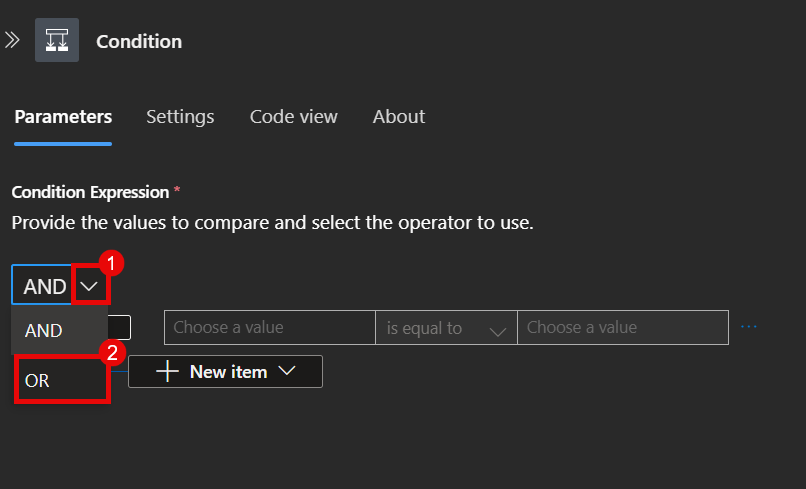 Condition
Parameters Settings Code view About
Condition Expression *
Provide the values to compare and select the operator to use.
1
AND
AND
Choose a value is equal to Choose a value ...
2
OR
New item